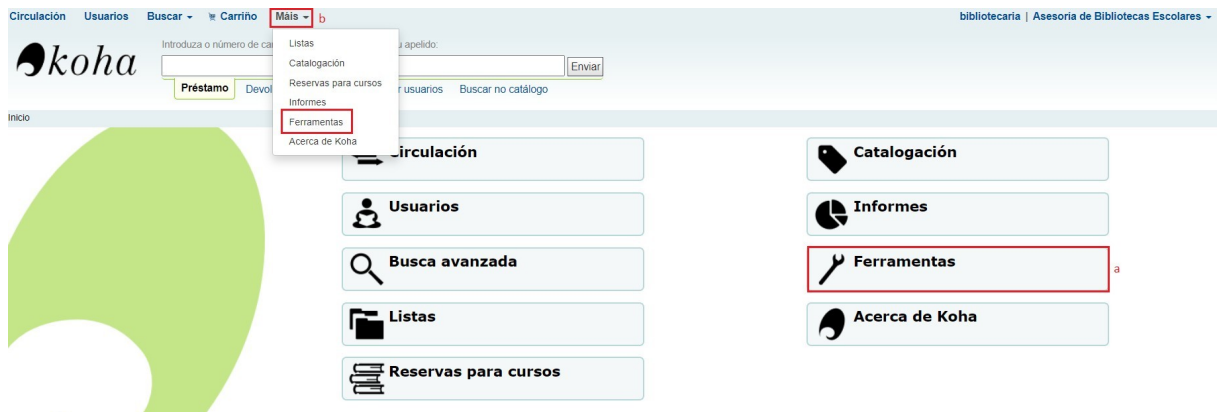 Circulación Usuarios Buscar Carriño Máis b bibliotecaria | Asesoria de Bibliotecas Escolares
koha
Introduza o número de ca u apelido:
Enviar
Préstamo Devol r usuarios Buscar no catálogo
Listas
Catalogación
Reservas para cursos
Informes
Ferramentas
Acerca de Koha
Inicio
Circulación Catalogación
Usuarios Informes
Busca avanzada Ferramentas a
Listas Acerca de Koha
Reservas para cursos